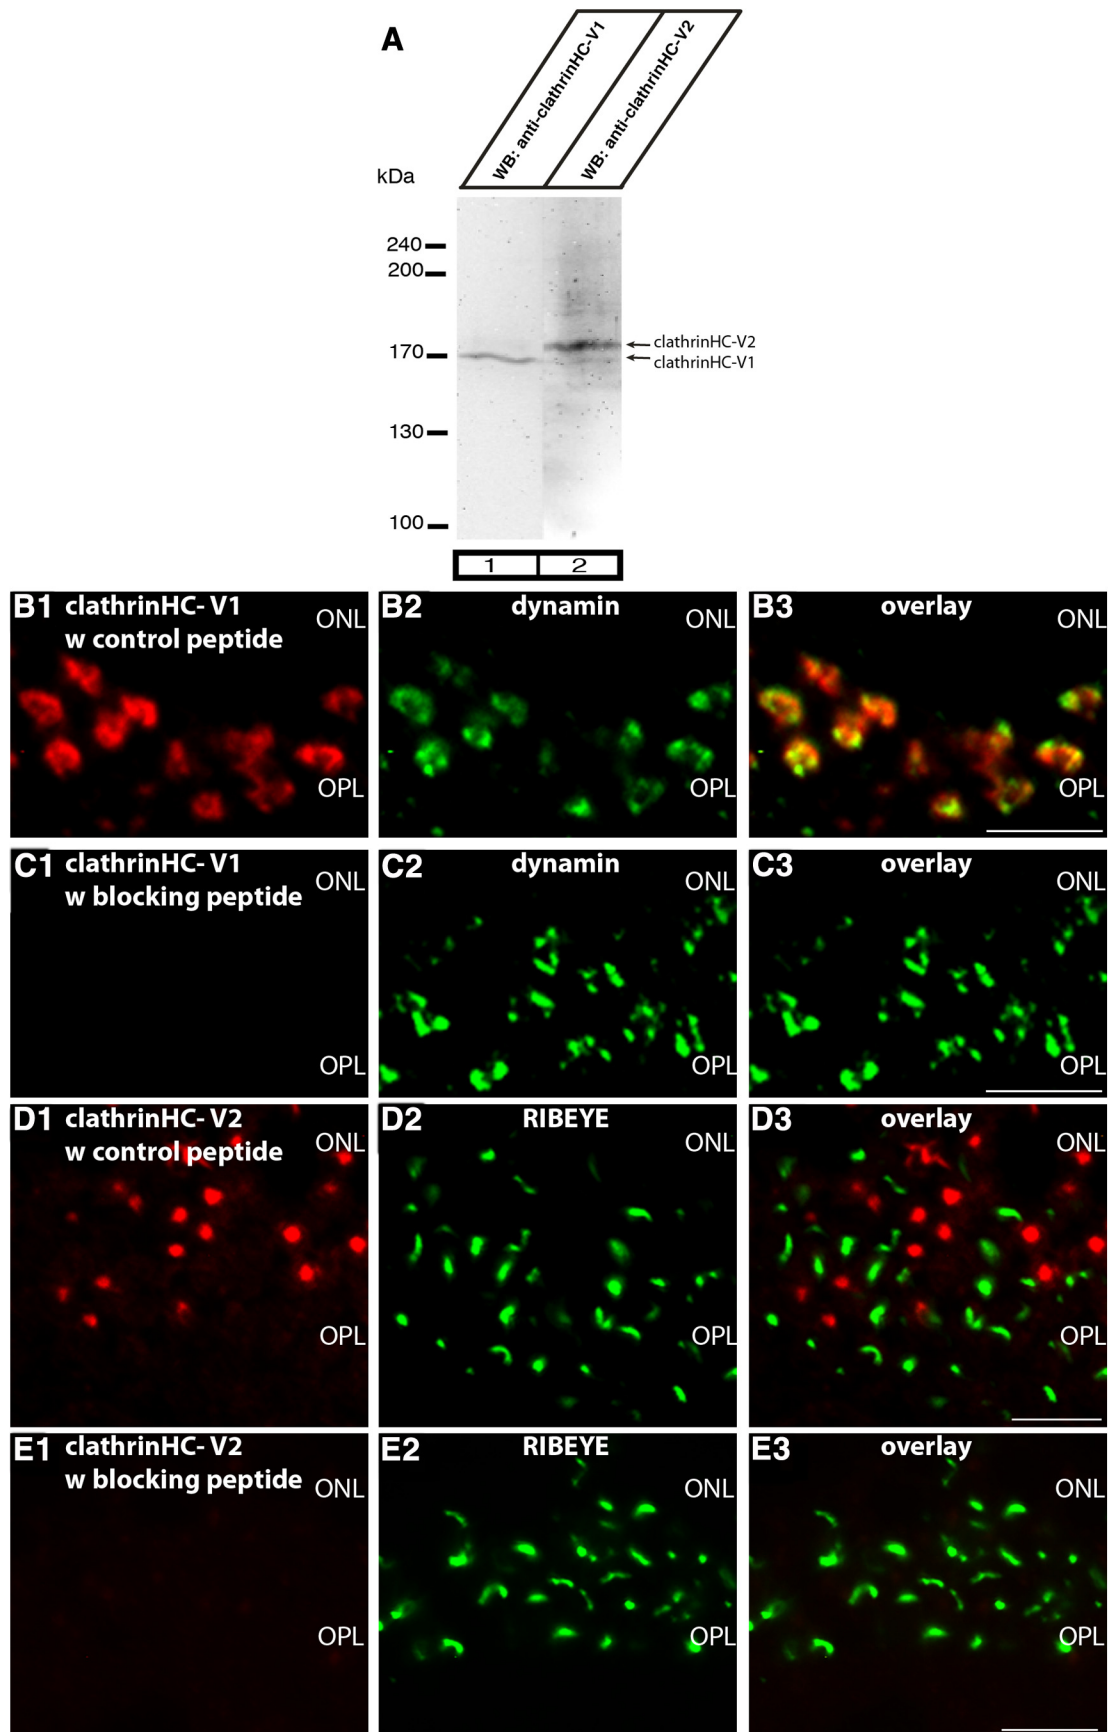 A
WB: anti-clathrinHC-V1
WB: anti-clathrinHC-V2
kDa
240
200
170
130
100
clathrinHC-V2
clathrinHC-V1
1 2
B1 clathrinHC- V1
w control peptide
ONL
OPL
B2 dynamin
ONL
OPL
B3 overlay
ONL
OPL
C1 clathrinHC- V1
w blocking peptide
ONL
OPL
C2 dynamin
ONL
OPL
C3 overlay
ONL
OPL
D1 clathrinHC- V2
w control peptide
ONL
OPL
D2 RIBEYE
ONL
OPL
D3 overlay
ONL
OPL
E1 clathrinHC- V2
w blocking peptide
ONL
OPL
E2 RIBEYE
ONL
OPL
E3 overlay
ONL
OPL